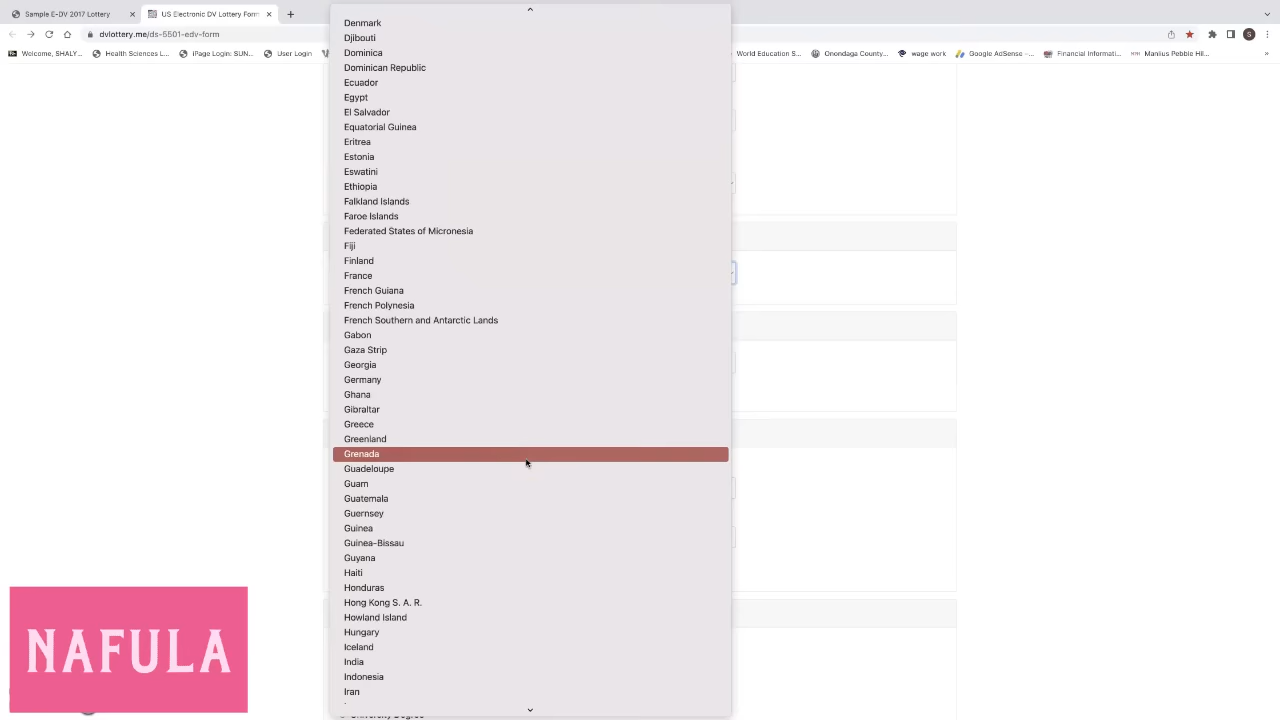 Sample E-DV 2017 Lottery
US Electronic DV Lottery Form
dvlottery.me/ds-5501-edv-form
Welcome, SHALY...
Health Sciences L...
iPage Login: SUN...
User Login
World Education S...
Onondaga County...
wage work
Google AdSense -...
Financial Informati...
Manlius Pebble Hil...
Denmark
Djibouti
Dominica
Dominican Republic
Ecuador
Egypt
El Salvador
Equatorial Guinea
Eritrea
Estonia
Eswatini
Ethiopia
Falkland Islands
Faroe Islands
Federated States of Micronesia
Fiji
Finland
France
French Guiana
French Polynesia
French Southern and Antarctic Lands
Gabon
Gaza Strip
Georgia
Germany
Ghana
Gibraltar
Greece
Greenland
Grenada
Guadeloupe
Guam
Guatemala
Guernsey
Guinea
Guinea-Bissau
Guyana
Haiti
Honduras
Hong Kong S. A. R.
Howland Island
Hungary
Iceland
India
Indonesia
Iran
University Degree
NAFULA